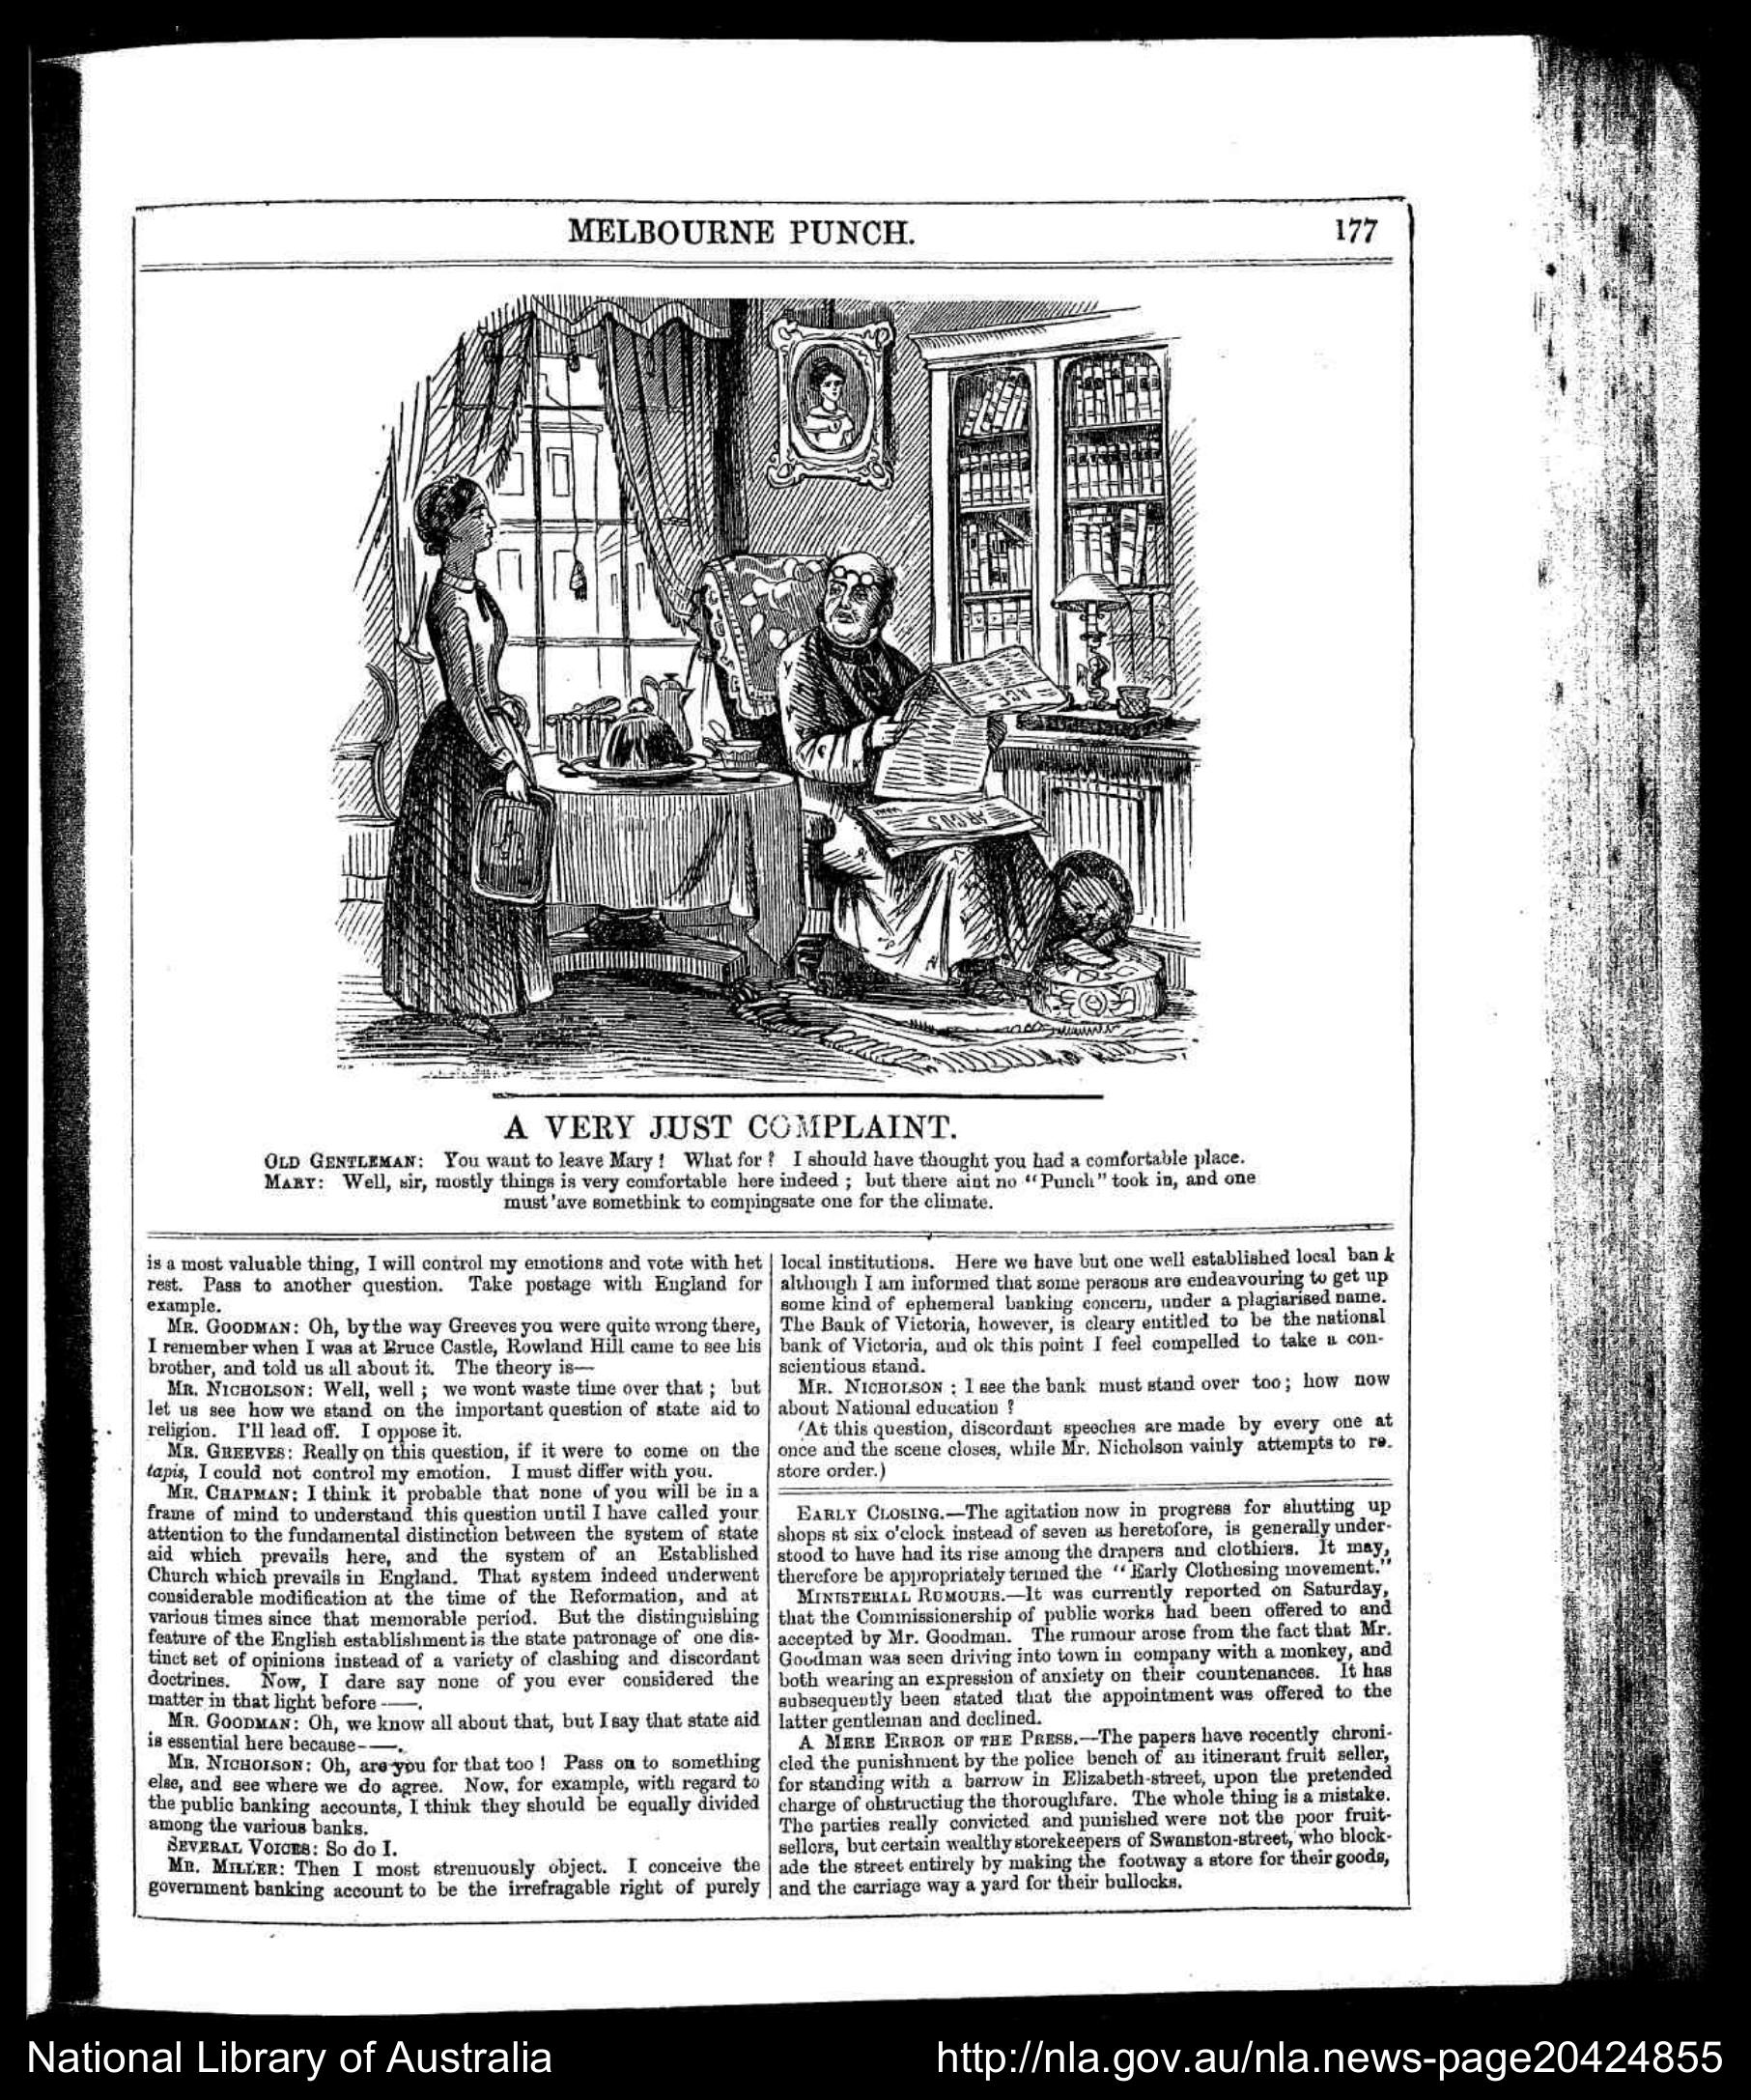 MELBOURNE PUNCH.
177
AGE
ARGUS
A VERY JUST COMPLAINT.
OLD GENTLEMAN: You want to leave Mary! What for? I should have thought you had a comfortable place.
MARY: Well, sir, mostly things is very comfortable here indeed; but there aint no "Punch" took in, and one
must 'ave somethink to compingsate one for the climate.
is a most valuable thing, I will control my emotions and vote with het
rest. Pass to another question. Take postage with England for
example.
MR. GOODMAN: Oh, by the way Greeves you were quite wrong there,
I remember when I was at Bruce Castle, Rowland Hill came to see his
brother, and told us all about it. The theory is—
MR. NICHOLSON: Well, well; we wont waste time over that; but
let us see how we stand on the important question of state aid to
religion. I'll lead off. I oppose it.
MR. GREEVES: Really on this question, if it were to come on the
tapis, I could not control my emotion. I must differ with you.
MR. CHAPMAN: I think it probable that none of you will be in a
frame of mind to understand this question until I have called your
attention to the fundamental distinction between the system of state
aid which prevails here, and the system of an Established
Church which prevails in England. That system indeed underwent
considerable modification at the time of the Reformation, and at
various times since that memorable period. But the distinguishing
feature of the English establishment is the state patronage of one dis-
tinct set of opinions instead of a variety of clashing and discordant
doctrines. Now, I dare say none of you ever considered the
matter in that light before -——.
MR. GOODMAN: Oh, we know all about that, but I say that state aid
is essential here because-——.
MR. NICHOLSON: Oh, are you for that too! Pass on to something
else, and see where we do agree. Now, for example, with regard to
the public banking accounts, I think they should be equally divided
among the various banks.
SEVERAL VOICES: So do I.
MR. MILLER: Then I most strenuously object. I conceive the
government banking account to be the irrefragable right of purely
local institutions. Here we have but one well established local ban k
although I am informed that some persons are endeavouring to get up
some kind of ephemeral banking concern, under a plagiarised name.
The Bank of Victoria, however, is cleary entitled to be the national
bank of Victoria, and ok this point I feel compelled to take a con-
scientious stand.
MR. NICHOLSON: I see the bank must stand over too; how now
about National education?
(At this question, discordant speeches are made by every one at
once and the scene closes, while Mr. Nicholson vainly attempts to re-
store order.)
EARLY CLOSING.—The agitation now in progress for shutting up
shops st six o'clock instead of seven as heretofore, is generally under-
stood to have had its rise among the drapers and clothiers. It may,
therefore be appropriately termed the "Early Clothesing movement."
MINISTERIAL RUMOURS.—It was currently reported on Saturday,
that the Commissionership of public works had been offered to and
accepted by Mr. Goodman. The rumour arose from the fact that Mr.
Goodman was seen driving into town in company with a monkey, and
both wearing an expression of anxiety on their countenances. It has
subsequently been stated that the appointment was offered to the
latter gentleman and declined.
A MERE ERROR OF THE PRESS.—The papers have recently chroni-
cled the punishment by the police bench of an itinerant fruit seller,
for standing with a barrow in Elizabeth-street, upon the pretended
charge of obstructing the thoroughfare. The whole thing is a mistake.
The parties really convicted and punished were not the poor fruit-
sellors, but certain wealthy storekeepers of Swanston-street, who block-
ade the street entirely by making the footway a store for their goods,
and the carriage way a yard for their bullocks.
National Library of Australia
http://nla.gov.au/nla.news-page20424855